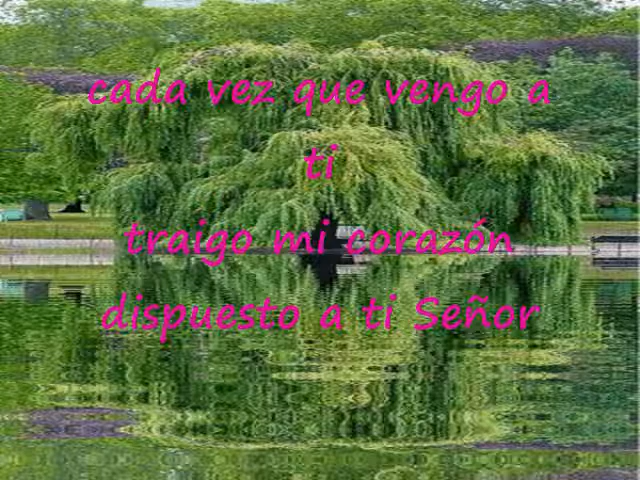 cada vez que vengo a
ti
traigo mi corazón
dispuesto a ti Señor